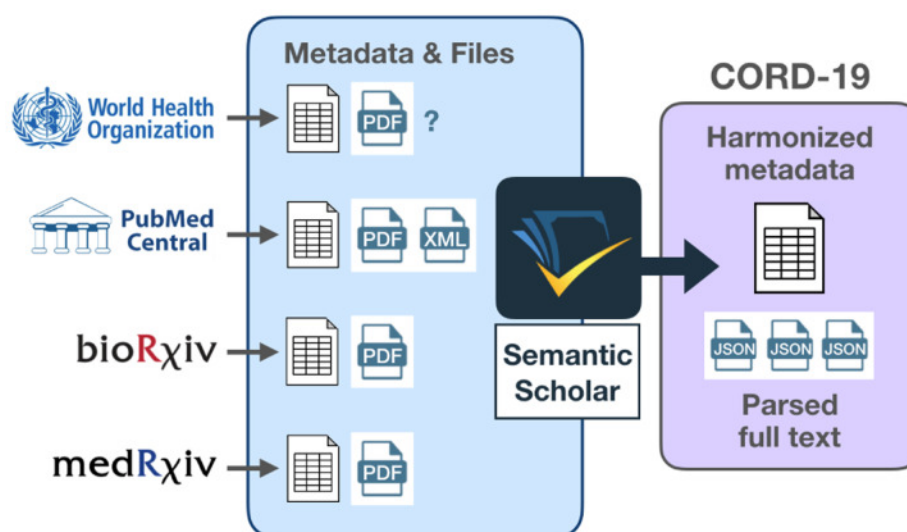 Metadata & Files
World Health
Organization
PDF
?
PubMed
Central
PDF
XML
bioRχiv
PDF
medRχiv
PDF
Semantic
Scholar
CORD-19
Harmonized
metadata
JSON
JSON
JSON
Parsed
full text